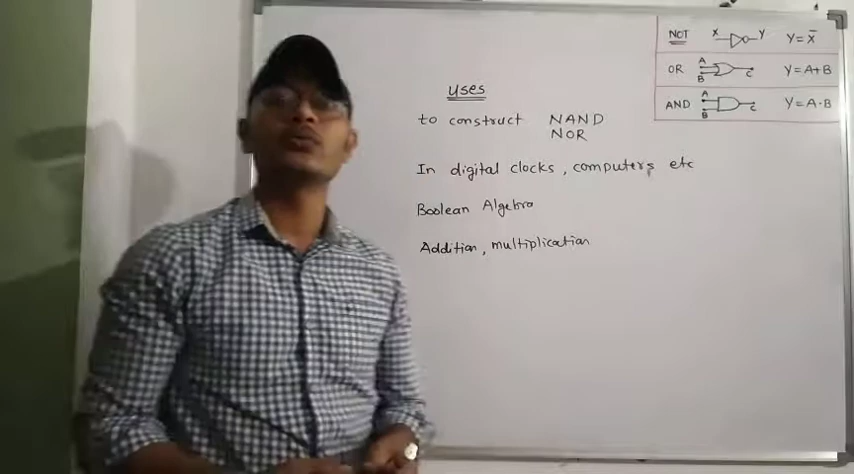 uses
to construct NAND
NOR
In digital clocks, computers, etc
Boolean Algebra
Addition, multiplication
NOT X Y Y = X̄
OR A B C Y = A+B
AND A B C Y = A·B